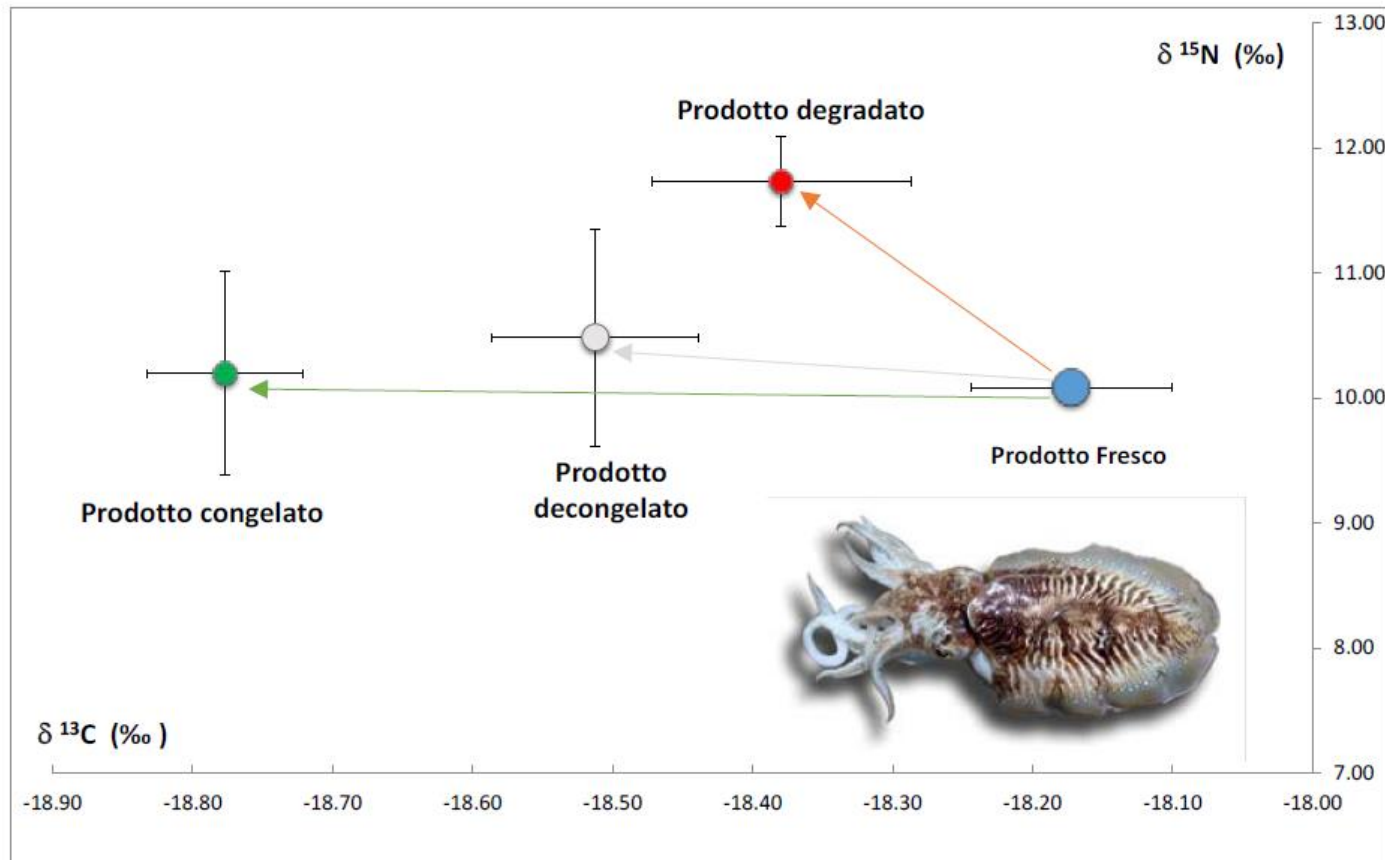 13.00
δ ¹⁵N (‰)
Prodotto degradato
12.00
11.00
10.00
Prodotto Fresco
Prodotto
decongelato
Prodotto congelato
9.00
8.00
δ ¹³C (‰ )
7.00
-18.90 -18.80 -18.70 -18.60 -18.50 -18.40 -18.30 -18.20 -18.10 -18.00